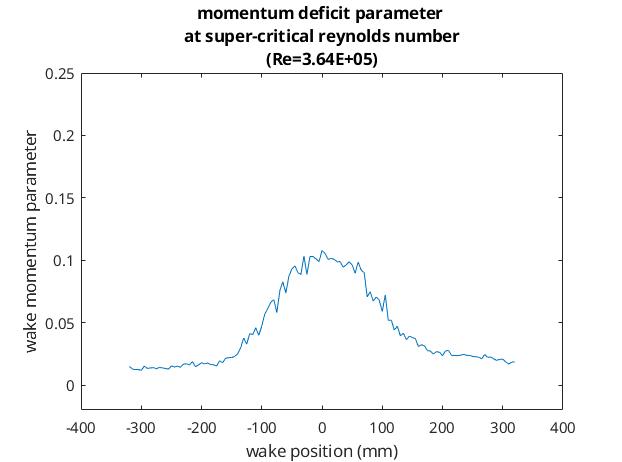 momentum deficit parameter
at super-critical reynolds number
(Re=3.64E+05)
0.25
0.2
0.15
0.1
0.05
0
wake momentum parameter
-400 -300 -200 -100 0 100 200 300 400
wake position (mm)